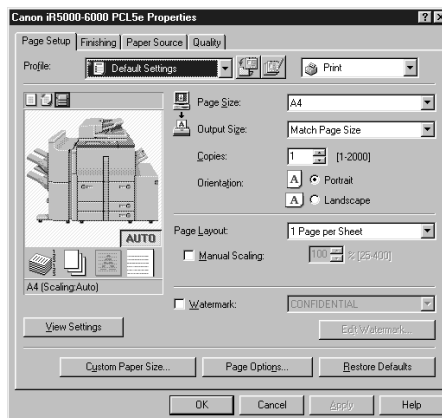 Canon iR5000-6000 PCL5e Properties
Page Setup Finishing Paper Source Quality
Profile: Default Settings Print
Page Size: A4
Output Size: Match Page Size
Copies: 1 [1-2000]
Orientation: A Portrait
A Landscape
AUTO
Page Layout: 1 Page per Sheet
Manual Scaling: 100 % [25-400]
A4 (Scaling:Auto)
Watermark: CONFIDENTIAL
View Settings Edit Watermark...
Custom Paper Size... Page Options... Restore Defaults
OK Cancel Apply Help